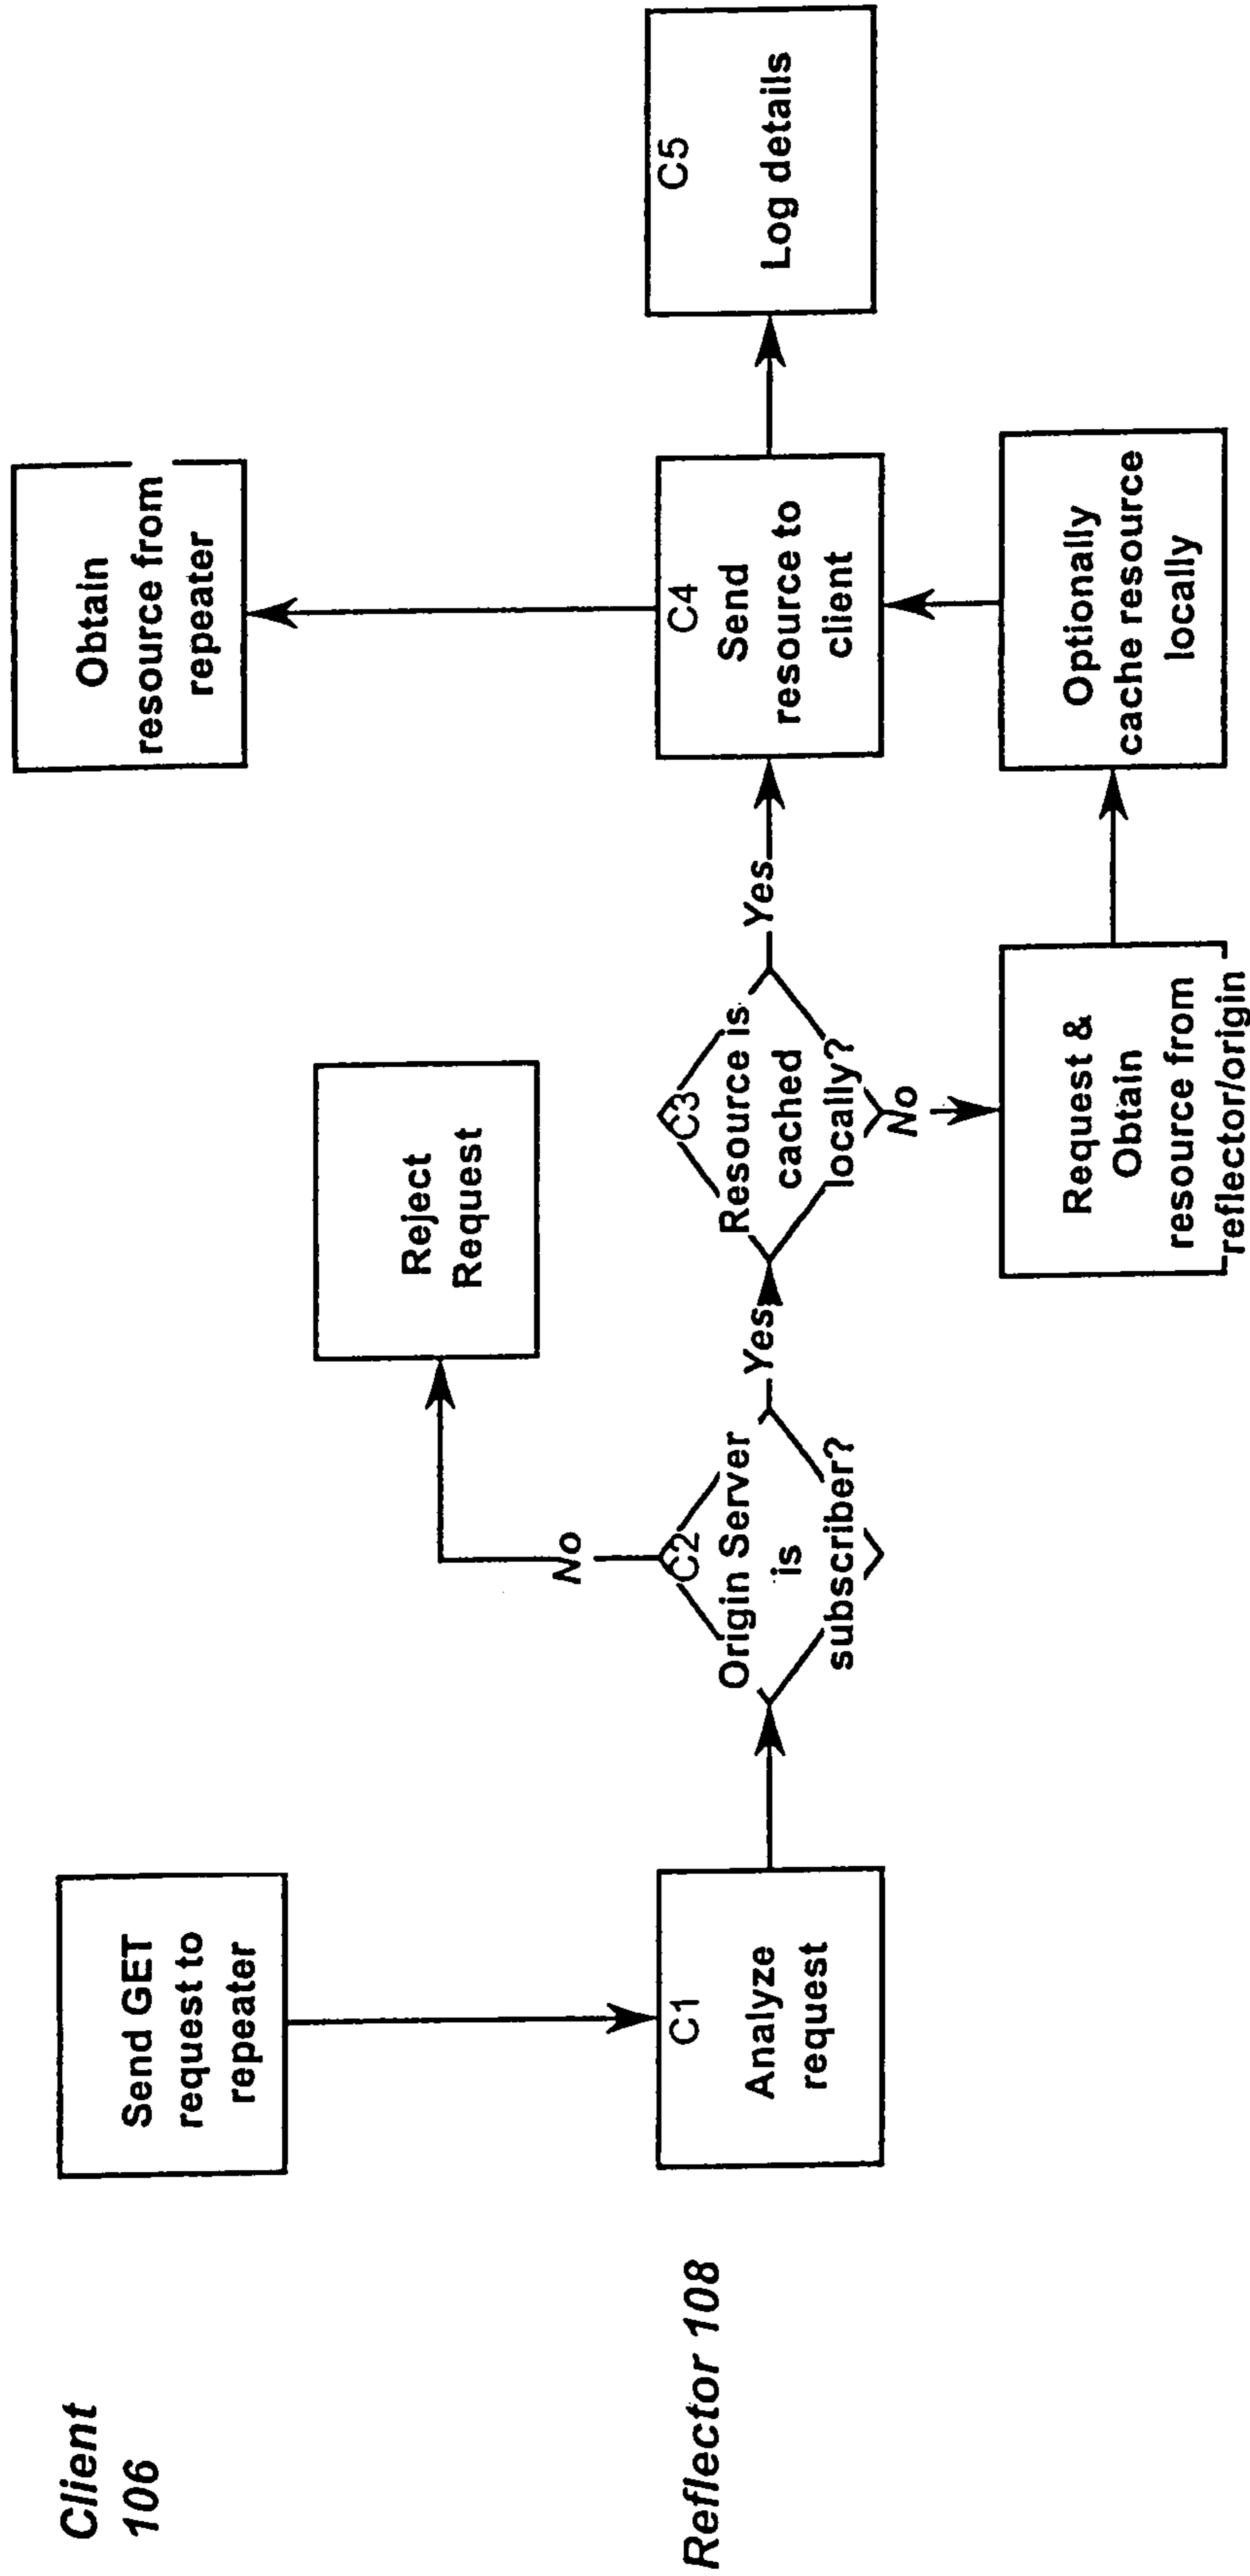 Client
106
Send GET
request to
repeater
Obtain
resource from
repeater
Reject
Request
No
Reflector 108
C1
Analyze
request
C2
Origin Server
is
subscriber?
Yes
C3
Resource is
cached
locally?
Yes
C4
Send
resource to
client
C5
Log details
No
Request &
Obtain
resource from
reflector/origin
Optionally
cache resource
locally